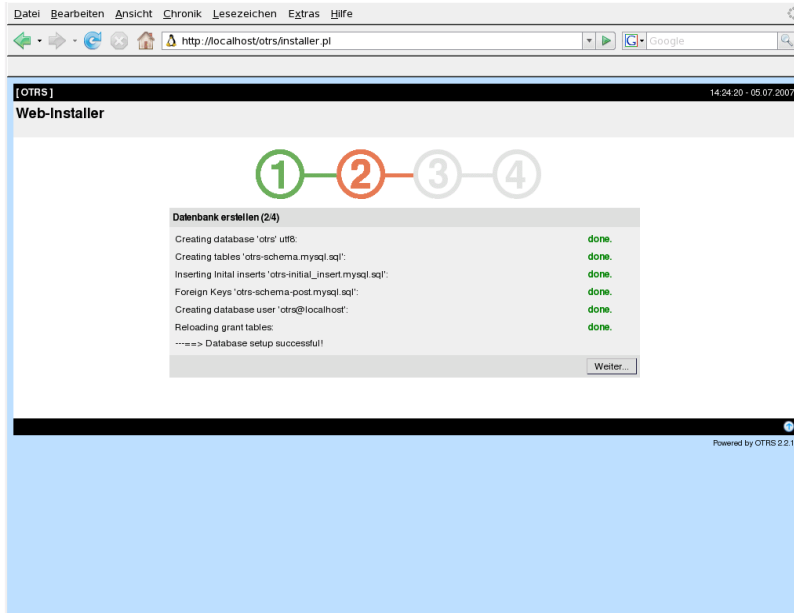 Datei Bearbeiten Ansicht Chronik Lesezeichen Extras Hilfe
http://localhost/otrs/installer.pl G Google
[ OTRS ] 14:24:20 - 05.07.2007
Web-Installer
1 2 3 4
Datenbank erstellen (2/4)
Creating database 'otrs' utf8: done.
Creating tables 'otrs-schema.mysql.sql': done.
Inserting Inital inserts 'otrs-initial_insert.mysql.sql': done.
Foreign Keys 'otrs-schema-post.mysql.sql': done.
Creating database user 'otrs@localhost': done.
Reloading grant tables: done.
---==> Database setup successful!
Weiter...
Powered by OTRS 2.2.1